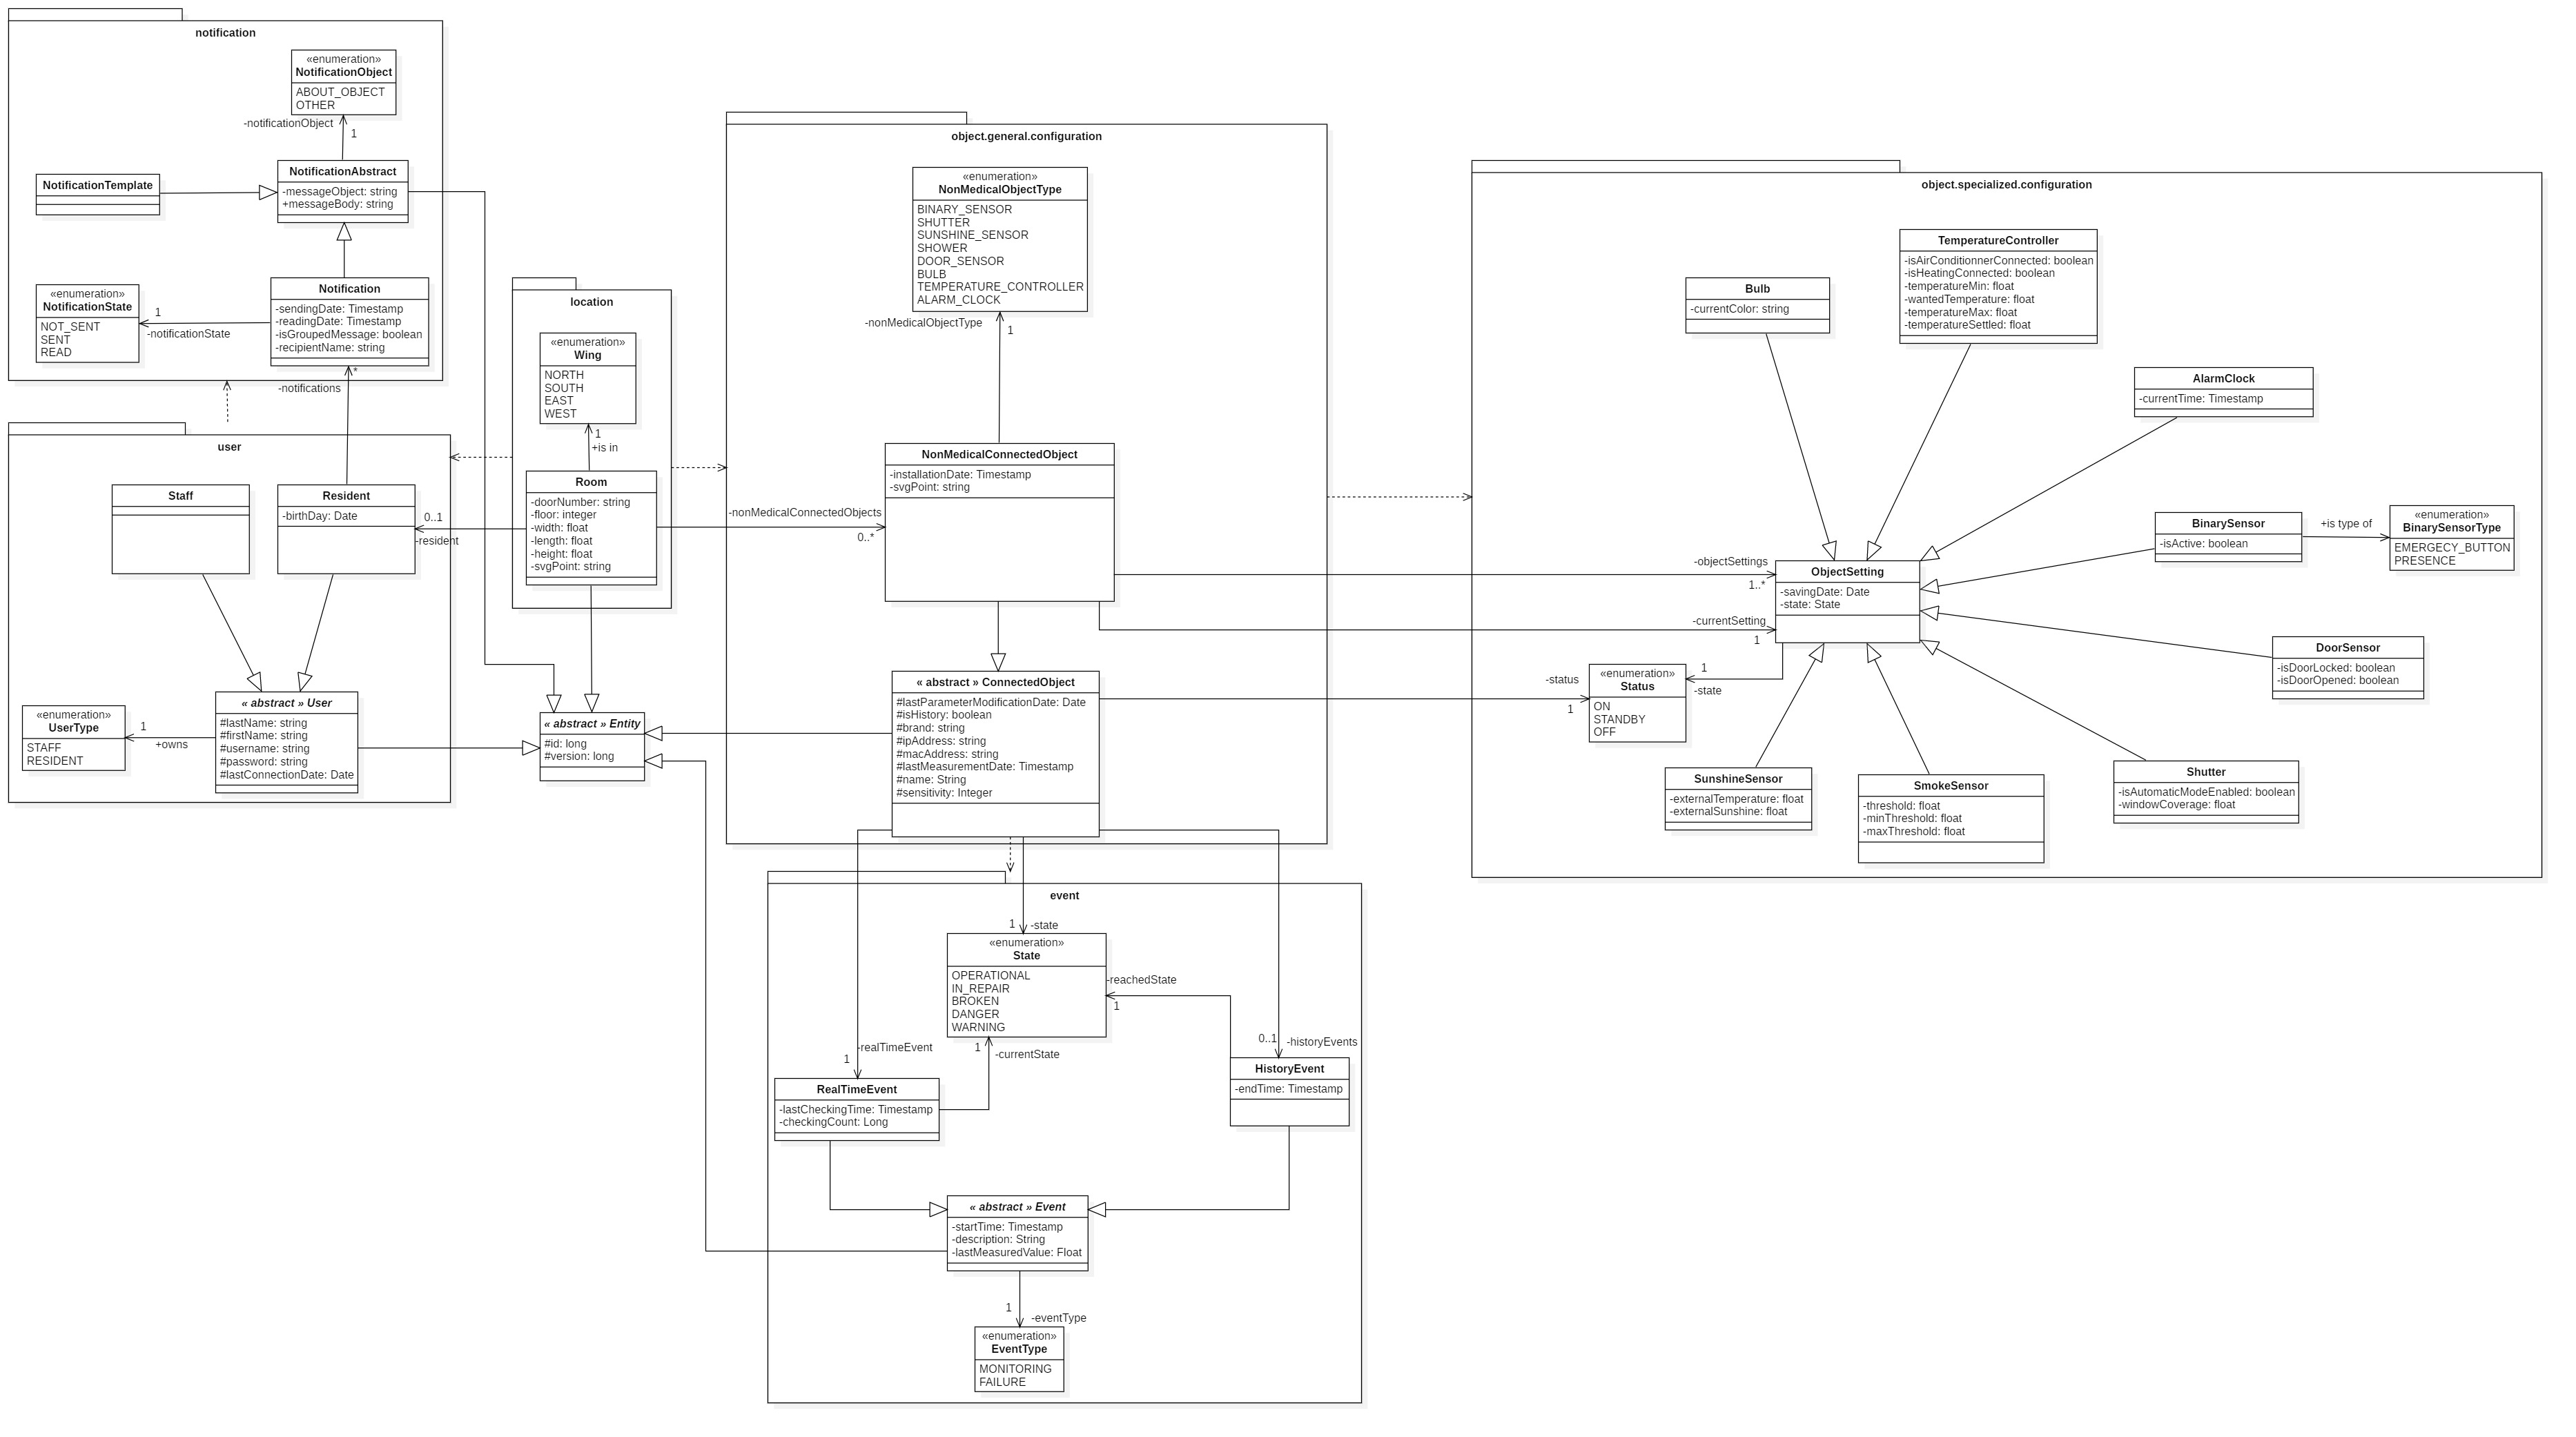 notification
«enumeration»
NotificationObject
ABOUT_OBJECT
OTHER
-notificationObject
1
NotificationTemplate
NotificationAbstract
-messageObject: string
+messageBody: string
«enumeration»
NotificationState
NOT_SENT
SENT
READ
1
-notificationState
Notification
-sendingDate: Timestamp
-readingDate: Timestamp
-isGroupedMessage: boolean
-recipientName: string
*
-notifications
user
Staff
Resident
-birthDay: Date
0..1
-resident
«enumeration»
UserType
STAFF
RESIDENT
1
+owns
« abstract » User
#lastName: string
#firstName: string
#username: string
#password: string
#lastConnectionDate: Date
location
«enumeration»
Wing
NORTH
SOUTH
EAST
WEST
1
+is in
Room
-doorNumber: string
-floor: integer
-width: float
-length: float
-height: float
-svgPoint: string
« abstract » Entity
#id: long
#version: long
object.general.configuration
«enumeration»
NonMedicalObjectType
BINARY_SENSOR
SHUTTER
SUNSHINE_SENSOR
SHOWER
DOOR_SENSOR
BULB
TEMPERATURE_CONTROLLER
ALARM_CLOCK
-nonMedicalObjectType
1
NonMedicalConnectedObject
-installationDate: Timestamp
-svgPoint: string
-nonMedicalConnectedObjects
0..*
« abstract » ConnectedObject
#lastParameterModificationDate: Date
#isHistory: boolean
#brand: string
#ipAddress: string
#macAddress: string
#lastMeasurementDate: Timestamp
#name: String
#sensitivity: Integer
object.specialized.configuration
Bulb
-currentColor: string
TemperatureController
-isAirConditionnerConnected: boolean
-isHeatingConnected: boolean
-temperatureMin: float
-wantedTemperature: float
-temperatureMax: float
-temperatureSettled: float
AlarmClock
-currentTime: Timestamp
BinarySensor
-isActive: boolean
+is type of
«enumeration»
BinarySensorType
EMERGECY_BUTTON
PRESENCE
-objectSettings
1..*
ObjectSetting
-savingDate: Date
-state: State
-currentSetting
1
DoorSensor
-isDoorLocked: boolean
-isDoorOpened: boolean
-status
1
«enumeration»
Status
ON
STANDBY
OFF
1
-state
SunshineSensor
-externalTemperature: float
-externalSunshine: float
SmokeSensor
-threshold: float
-minThreshold: float
-maxThreshold: float
Shutter
-isAutomaticModeEnabled: boolean
-windowCoverage: float
event
1
-state
«enumeration»
State
OPERATIONAL
IN_REPAIR
BROKEN
DANGER
WARNING
-reachedState
1
-realTimeEvent
1
1
-currentState
0..1
-historyEvents
RealTimeEvent
-lastCheckingTime: Timestamp
-checkingCount: Long
HistoryEvent
-endTime: Timestamp
« abstract » Event
-startTime: Timestamp
-description: String
-lastMeasuredValue: Float
1
-eventType
«enumeration»
EventType
MONITORING
FAILURE